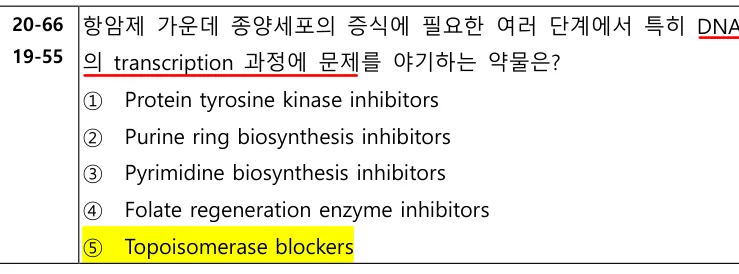 20-66 항암제 가운데 종양세포의 증식에 필요한 여러 단계에서 특히 DNA
19-55 의 transcription 과정에 문제를 야기하는 약물은?
① Protein tyrosine kinase inhibitors
② Purine ring biosynthesis inhibitors
③ Pyrimidine biosynthesis inhibitors
④ Folate regeneration enzyme inhibitors
⑤ Topoisomerase blockers